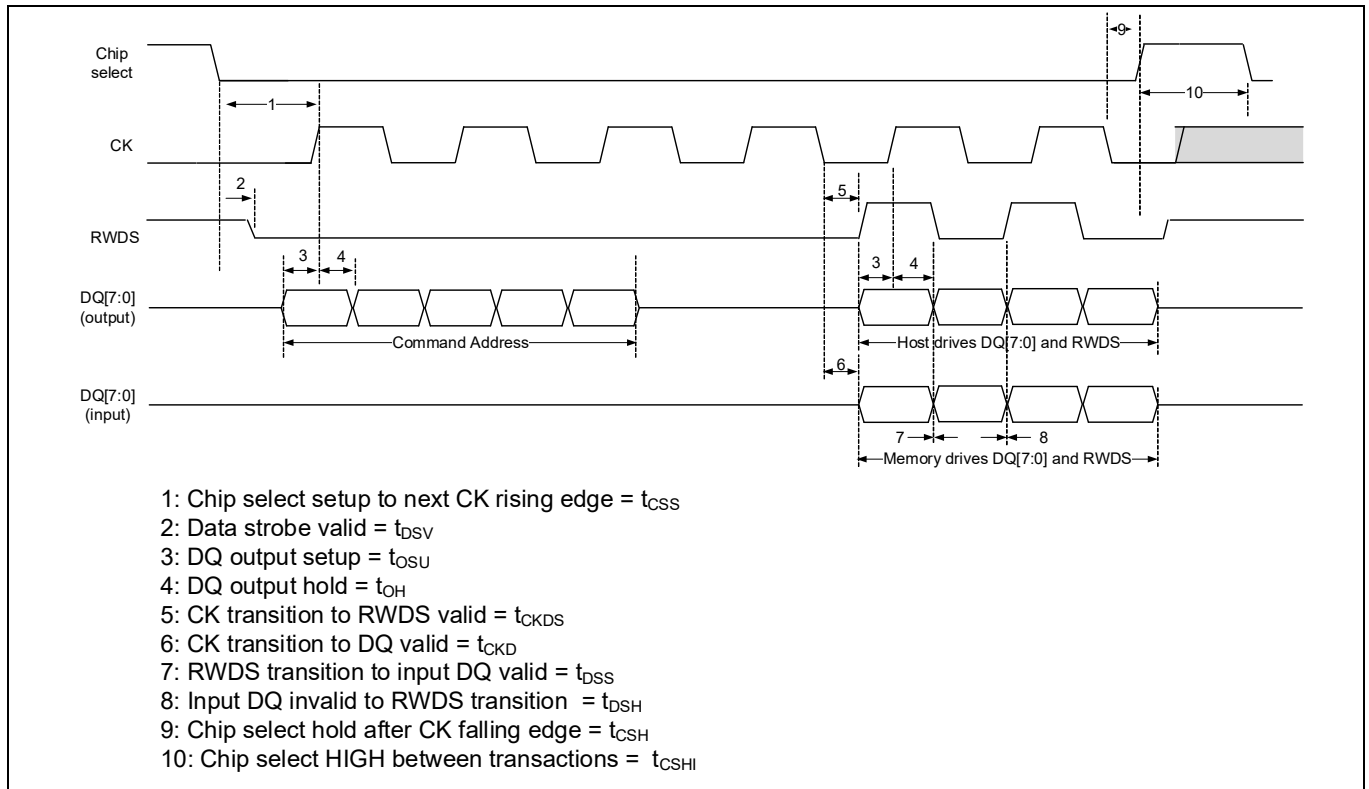 Chip
select
9
10
1
CK
2
5
RWDS
3
4
3
4
DQ[7:0]
(output)
Command Address
Host drives DQ[7:0] and RWDS
6
DQ[7:0]
(input)
7
8
Memory drives DQ[7:0] and RWDS
1: Chip select setup to next CK rising edge = tCSS
2: Data strobe valid = tDSV
3: DQ output setup = tOSU
4: DQ output hold = tOH
5: CK transition to RWDS valid = tCKDS
6: CK transition to DQ valid = tCKD
7: RWDS transition to input DQ valid = tDSS
8: Input DQ invalid to RWDS transition = tDSH
9: Chip select hold after CK falling edge = tCSH
10: Chip select HIGH between transactions = tCSHI